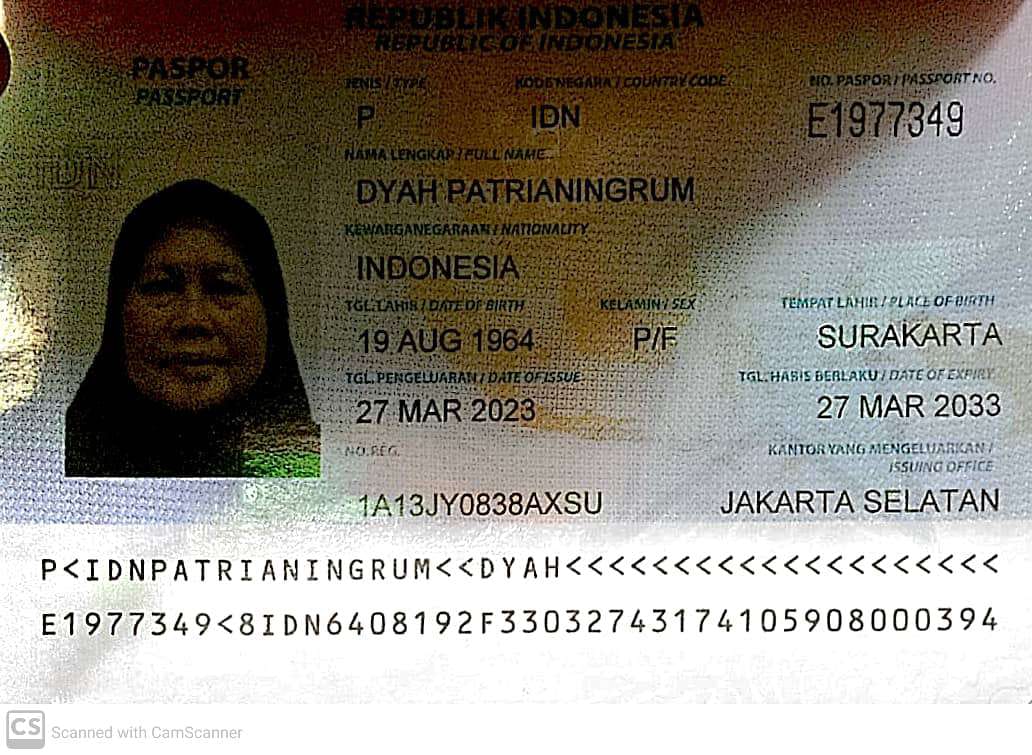 REPUBLIK INDONESIA
REPUBLIC OF INDONESIA
PASPOR
PASSPORT
JENIS / TYPE
KODE NEGARA / COUNTRY CODE
NO. PASPOR / PASSPORT NO.
P
IDN
E1977349
NAMA LENGKAP / FULL NAME
IDN
DYAH PATRIANINGRUM
KEWARGANEGARAAN / NATIONALITY
INDONESIA
TGL. LAHIR / DATE OF BIRTH
KELAMIN / SEX
TEMPAT LAHIR / PLACE OF BIRTH
19 AUG 1964
P/F
SURAKARTA
TGL. PENGELUARAN / DATE OF ISSUE
TGL. HABIS BERLAKU / DATE OF EXPIRY
27 MAR 2023
27 MAR 2033
NO. REG.
KANTOR YANG MENGELUARKAN /
ISSUING OFFICE
1A13JY0838AXSU
JAKARTA SELATAN
P<IDNPATRIANINGRUM<<DYAH<<<<<<<<<<<<<<<<<<<<
E1977349<8IDN6408192F3303274317410590800039​4
CS Scanned with CamScanner